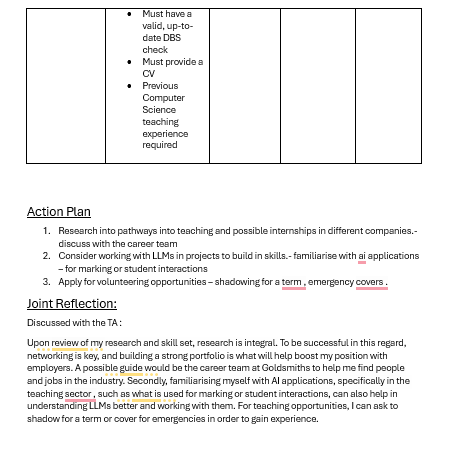 • Must have a
valid, up-to-
date DBS
check
• Must provide a
CV
• Previous
Computer
Science
teaching
experience
required
Action Plan
1. Research into pathways into teaching and possible internships in different companies.-
discuss with the career team
2. Consider working with LLMs in projects to build in skills.- familiarise with ai applications
– for marking or student interactions
3. Apply for volunteering opportunities – shadowing for a term , emergency covers .
Joint Reflection:
Discussed with the TA :
Upon review of my research and skill set, research is integral. To be successful in this regard,
networking is key, and building a strong portfolio is what will help boost my position with
employers. A possible guide would be the career team at Goldsmiths to help me find people
and jobs in the industry. Secondly, familiarising myself with AI applications, specifically in the
teaching sector , such as what is used for marking or student interactions, can also help in
understanding LLMs better and working with them. For teaching opportunities, I can ask to
shadow for a term or cover for emergencies in order to gain experience.